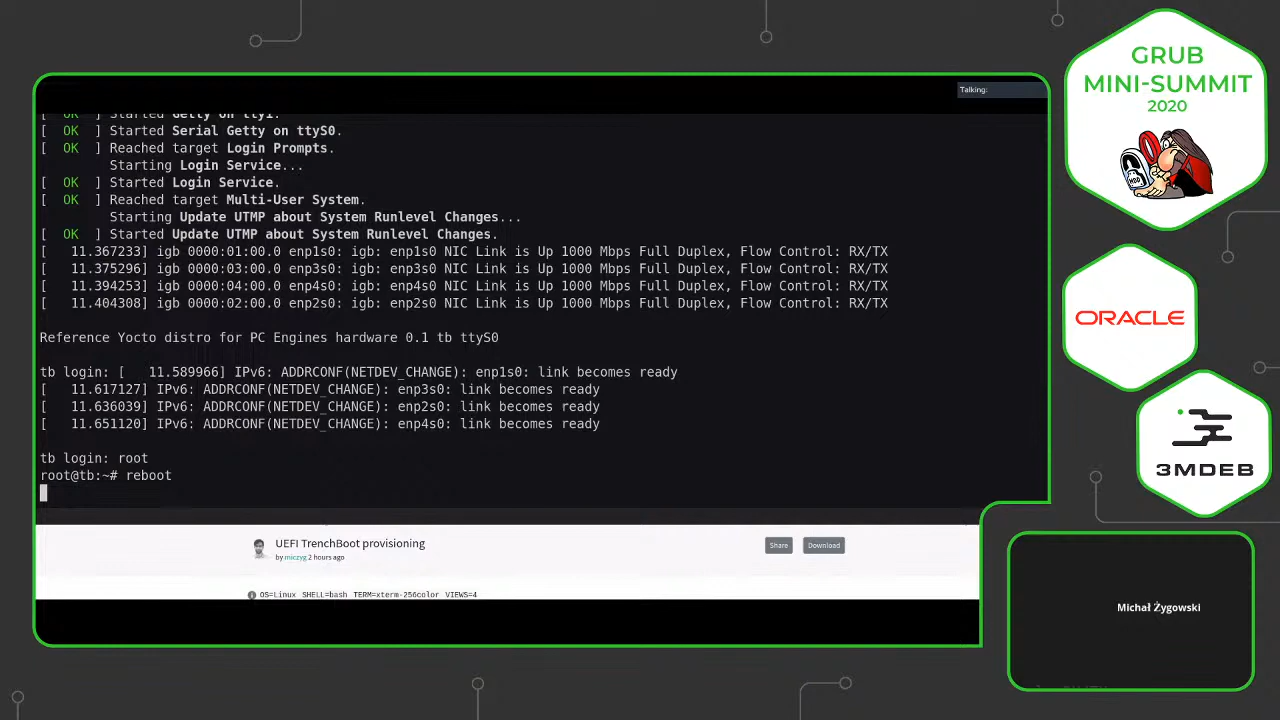 Talking:
[ OK ] Started Getty on tty1.
[ OK ] Started Serial Getty on ttyS0.
[ OK ] Reached target Login Prompts.
Starting Login Service...
[ OK ] Started Login Service.
[ OK ] Reached target Multi-User System.
Starting Update UTMP about System Runlevel Changes...
[ OK ] Started Update UTMP about System Runlevel Changes.
[ 11.367233] igb 0000:01:00.0 enp1s0: igb: enp1s0 NIC Link is Up 1000 Mbps Full Duplex, Flow Control: RX/TX
[ 11.375296] igb 0000:03:00.0 enp3s0: igb: enp3s0 NIC Link is Up 1000 Mbps Full Duplex, Flow Control: RX/TX
[ 11.394253] igb 0000:04:00.0 enp4s0: igb: enp4s0 NIC Link is Up 1000 Mbps Full Duplex, Flow Control: RX/TX
[ 11.404308] igb 0000:02:00.0 enp2s0: igb: enp2s0 NIC Link is Up 1000 Mbps Full Duplex, Flow Control: RX/TX
Reference Yocto distro for PC Engines hardware 0.1 tb ttyS0
tb login: [ 11.589966] IPv6: ADDRCONF(NETDEV_CHANGE): enp1s0: link becomes ready
[ 11.617127] IPv6: ADDRCONF(NETDEV_CHANGE): enp3s0: link becomes ready
[ 11.636039] IPv6: ADDRCONF(NETDEV_CHANGE): enp2s0: link becomes ready
[ 11.651120] IPv6: ADDRCONF(NETDEV_CHANGE): enp4s0: link becomes ready
tb login: root
root@tb:~# reboot
UEFI TrenchBoot provisioning
by miczyg 2 hours ago
Share
Download
OS=Linux SHELL=bash TERM=xterm-256color VIEWS=4
GRUB
MINI-SUMMIT
2020
ORACLE
3MDEB
Michał Żygowski